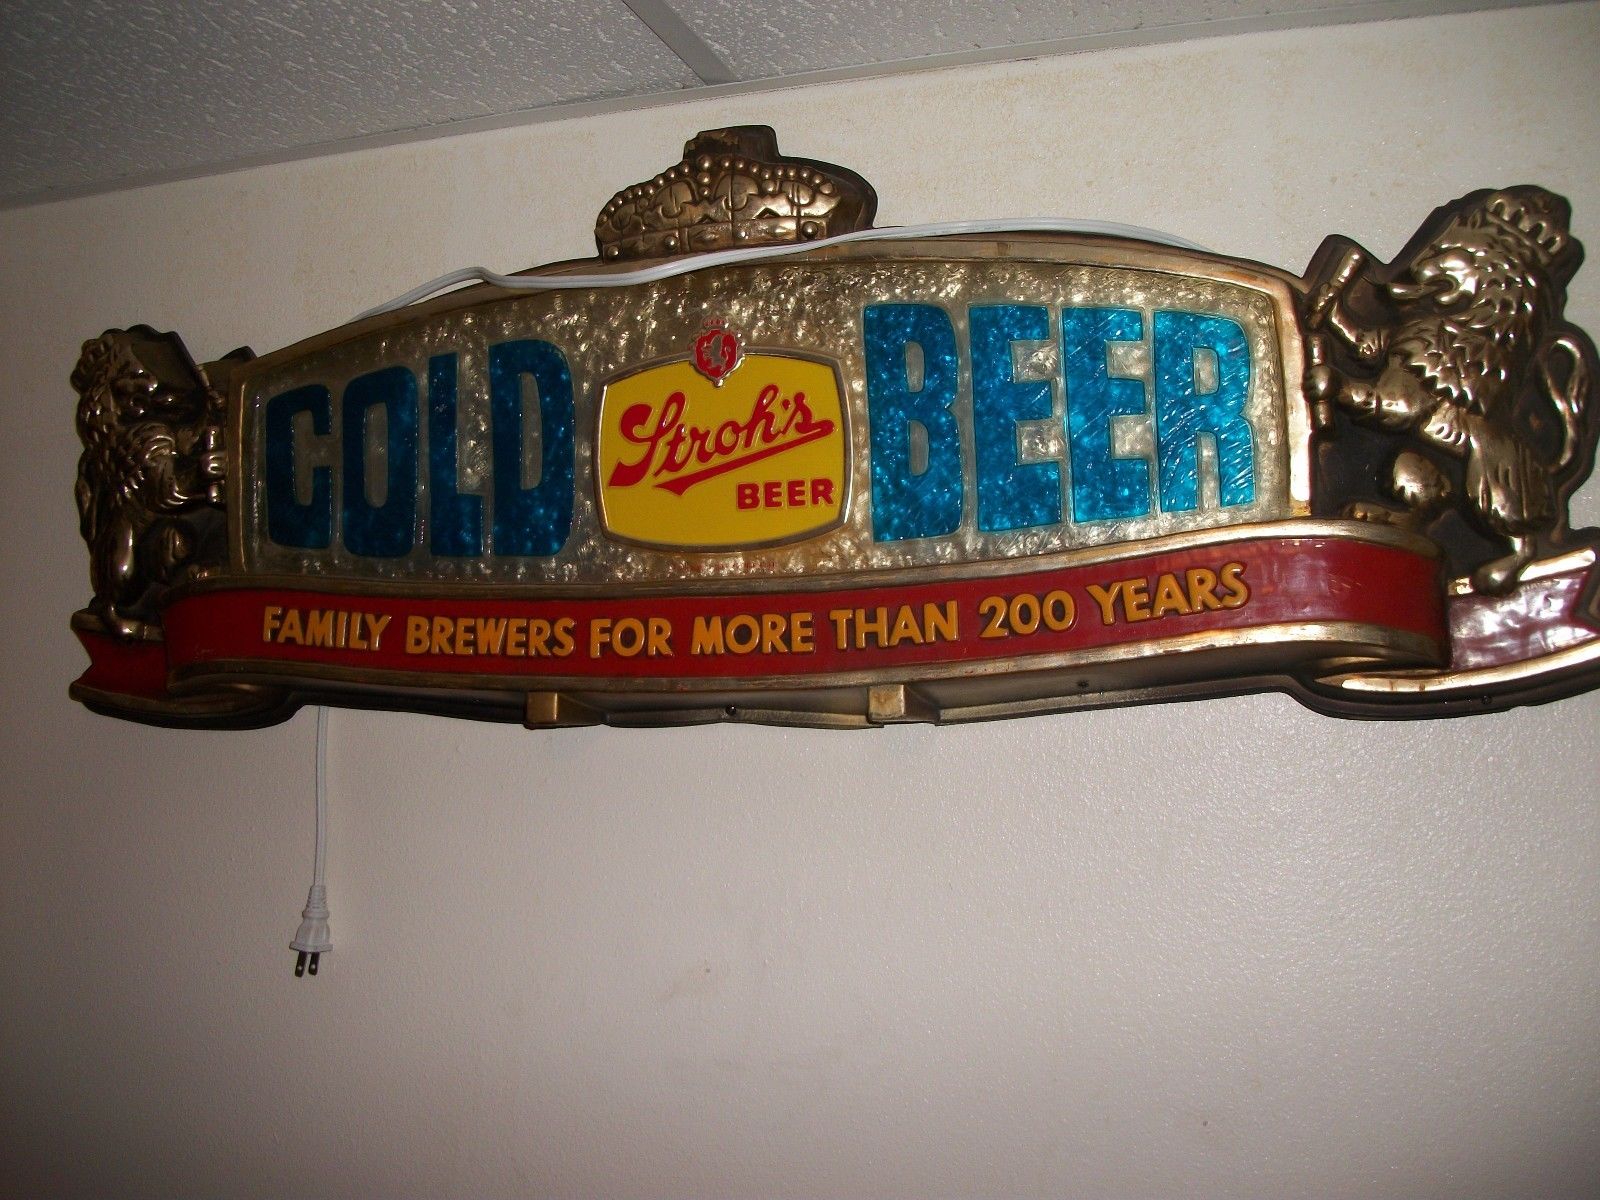 COLD BEER
Stroh's
BEER
FAMILY BREWERS FOR MORE THAN 200 YEARS